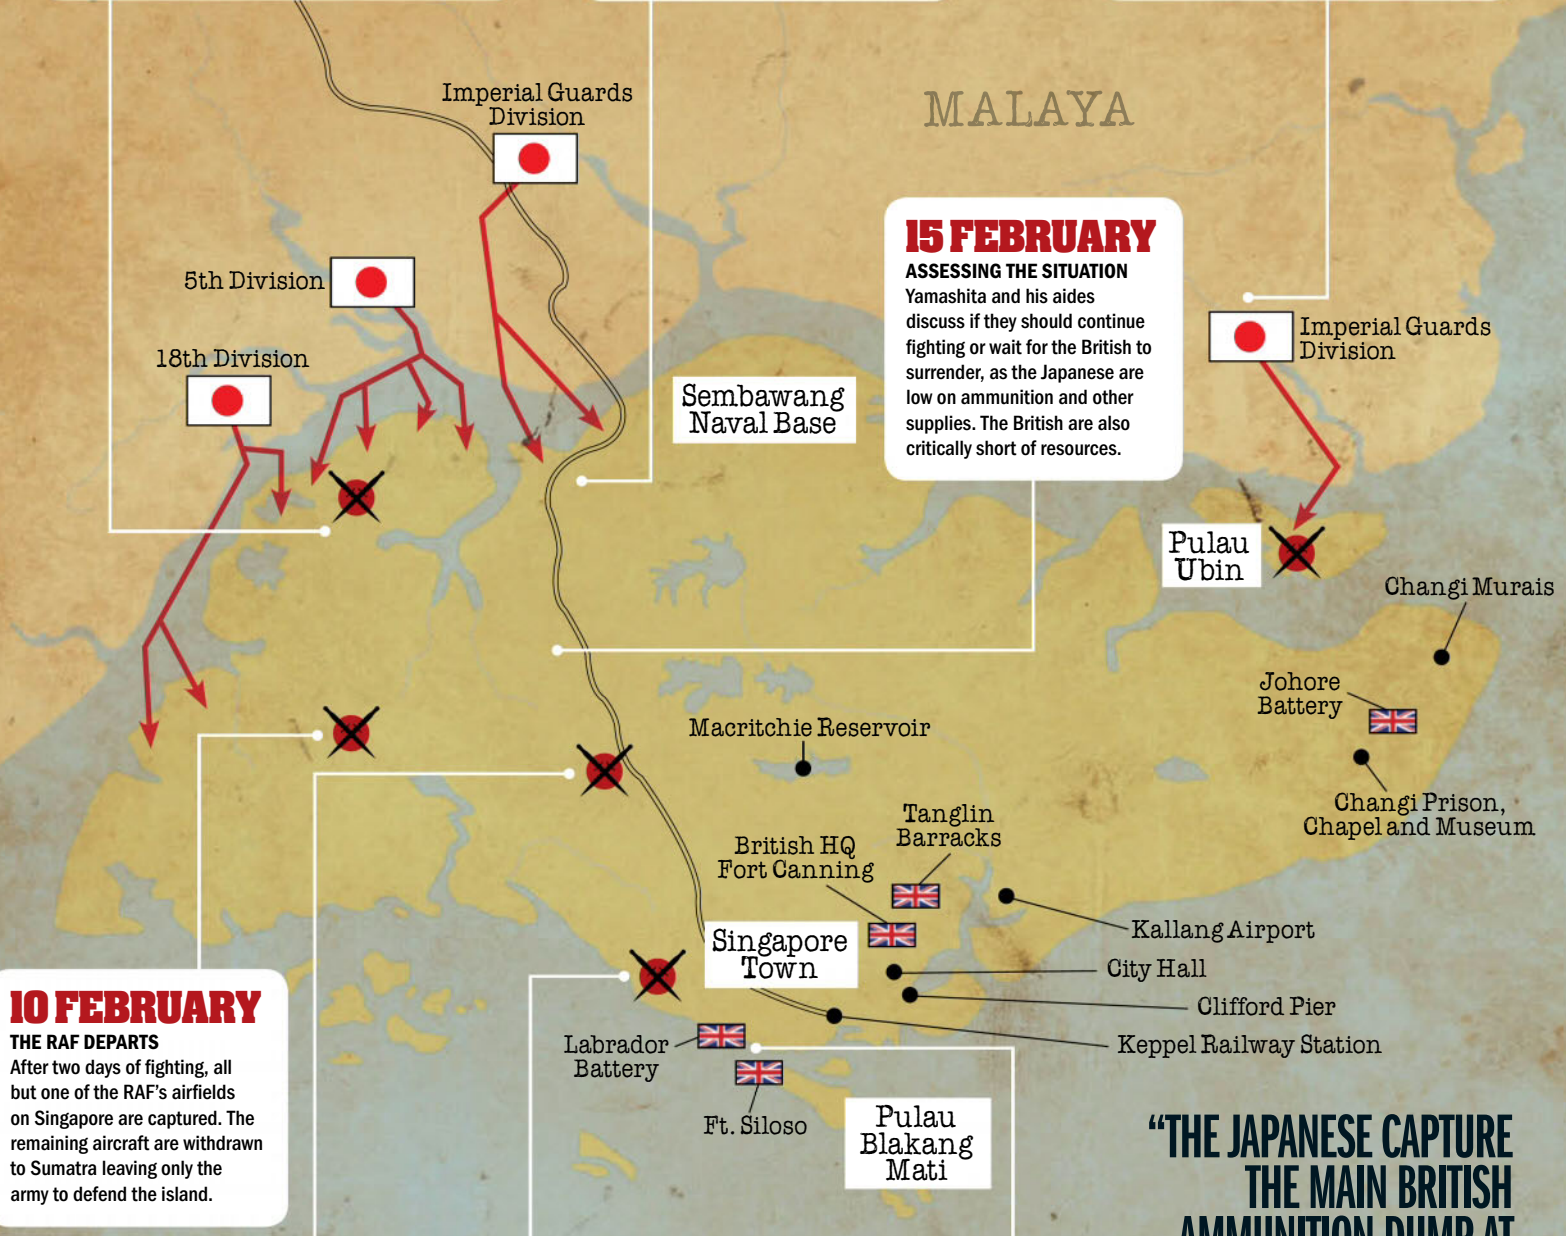 MALAYA
Imperial Guards
Division
5th Division
18th Division
15 FEBRUARY
ASSESSING THE SITUATION
Yamashita and his aides
discuss if they should continue
fighting or wait for the British to
surrender, as the Japanese are
low on ammunition and other
supplies. The British are also
critically short of resources.
Imperial Guards
Division
Sembawang
Naval Base
Pulau
Ubin
Changi Murais
Johore
Battery
Changi Prison,
Chapel and Museum
Macritchie Reservoir
Tanglin
Barracks
British HQ
Fort Canning
Singapore
Town
Kallang Airport
City Hall
Clifford Pier
Keppel Railway Station
Labrador
Battery
Ft. Siloso
Pulau
Blakang
Mati
10 FEBRUARY
THE RAF DEPARTS
After two days of fighting, all
but one of the RAF's airfields
on Singapore are captured. The
remaining aircraft are withdrawn
to Sumatra leaving only the
army to defend the island.
“THE JAPANESE CAPTURE
THE MAIN BRITISH
AMMUNITION DUMP AT